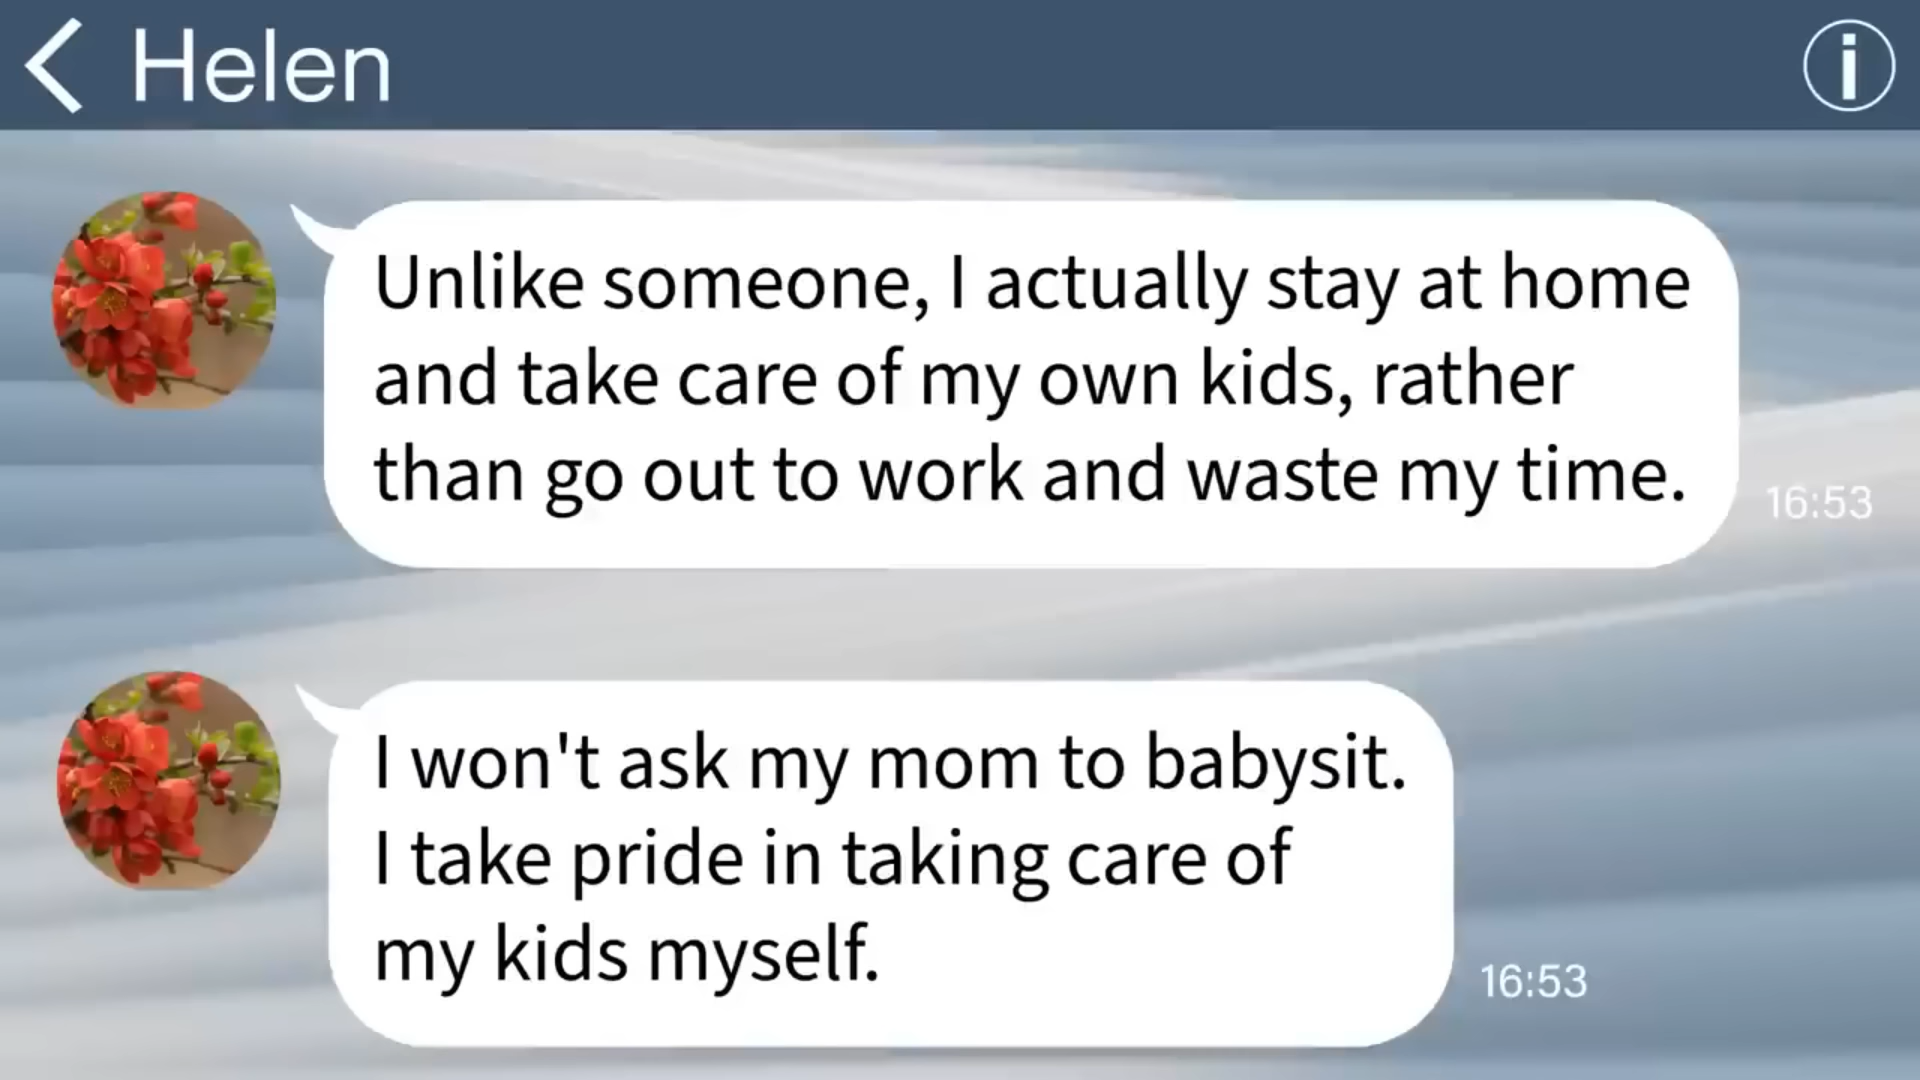 Helen
Unlike someone, I actually stay at home
and take care of my own kids, rather
than go out to work and waste my time.
16:53
I won't ask my mom to babysit.
I take pride in taking care of
my kids myself.
16:53